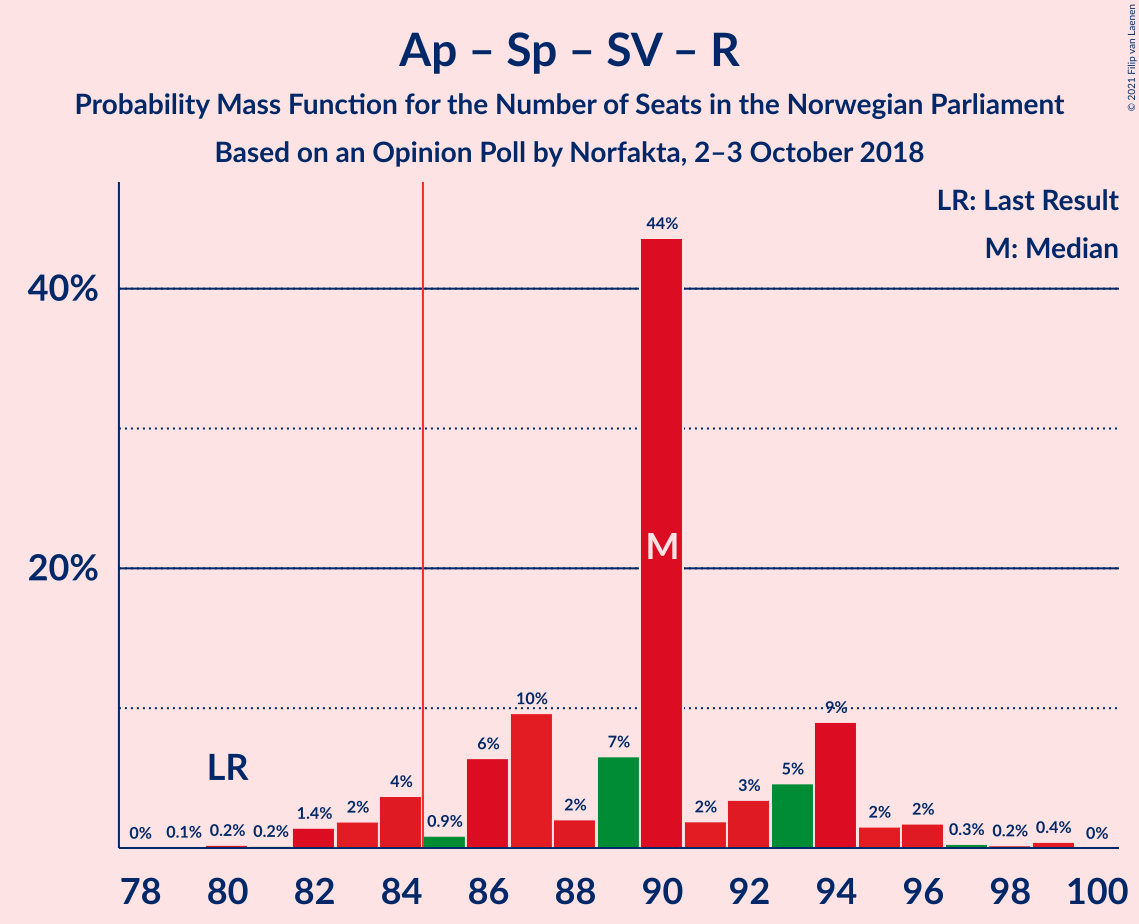 Ap – Sp – SV – R
Probability Mass Function for the Number of Seats in the Norwegian Parliament
Based on an Opinion Poll by Norfakta, 2–3 October 2018
© 2021 Filip van Laenen
LR: Last Result
M: Median
40%
20%
LR
M
0%
0.1%
0.2%
0.2%
1.4%
2%
4%
0.9%
6%
10%
2%
7%
44%
2%
3%
5%
9%
2%
2%
0.3%
0.2%
0.4%
0%
78 80 82 84 86 88 90 92 94 96 98 100